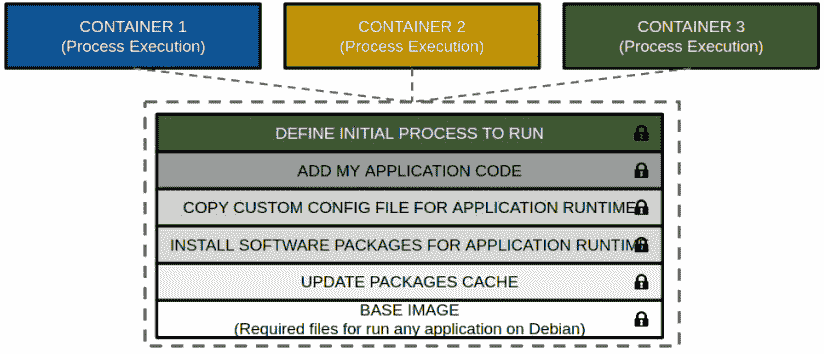 CONTAINER 1
(Process Execution)
CONTAINER 2
(Process Execution)
CONTAINER 3
(Process Execution)
DEFINE INITIAL PROCESS TO RUN
ADD MY APPLICATION CODE
COPY CUSTOM CONFIG FILE FOR APPLICATION RUNTIME
INSTALL SOFTWARE PACKAGES FOR APPLICATION RUNTIME
UPDATE PACKAGES CACHE
BASE IMAGE
(Required files for run any application on Debian)